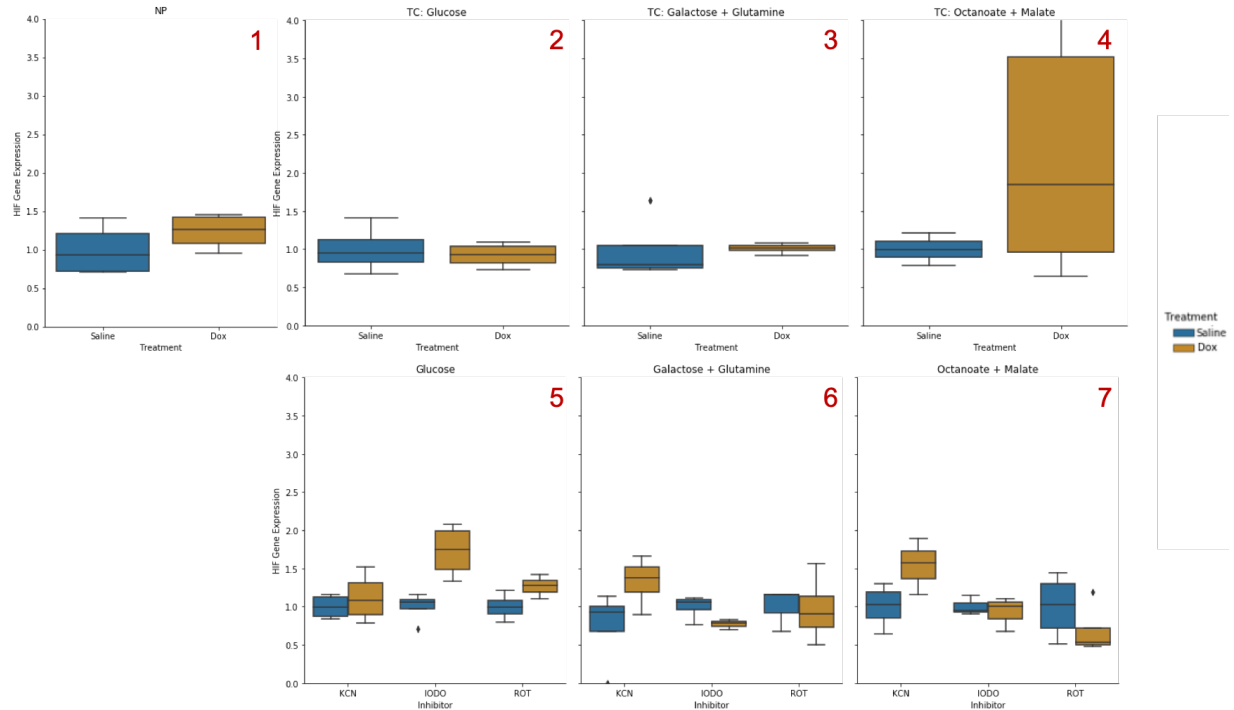 NP
TC: Glucose
TC: Galactose + Glutamine
TC: Octanoate + Malate
1
2
3
4
HIF Gene Expression
4.0
3.5
3.0
2.5
2.0
1.5
1.0
0.5
0.0
Saline
Dox
Treatment
HIF Gene Expression
4.0
3.5
3.0
2.5
2.0
1.5
1.0
0.5
0.0
Saline
Dox
Treatment
Saline
Dox
Treatment
Saline
Dox
Treatment
Treatment
Saline
Dox
Glucose
Galactose + Glutamine
Octanoate + Malate
5
6
7
HIF Gene Expression
4.0
3.5
3.0
2.5
2.0
1.5
1.0
0.5
0.0
KCN
IODO
ROT
Inhibitor
KCN
IODO
ROT
Inhibitor
KCN
IODO
ROT
Inhibitor